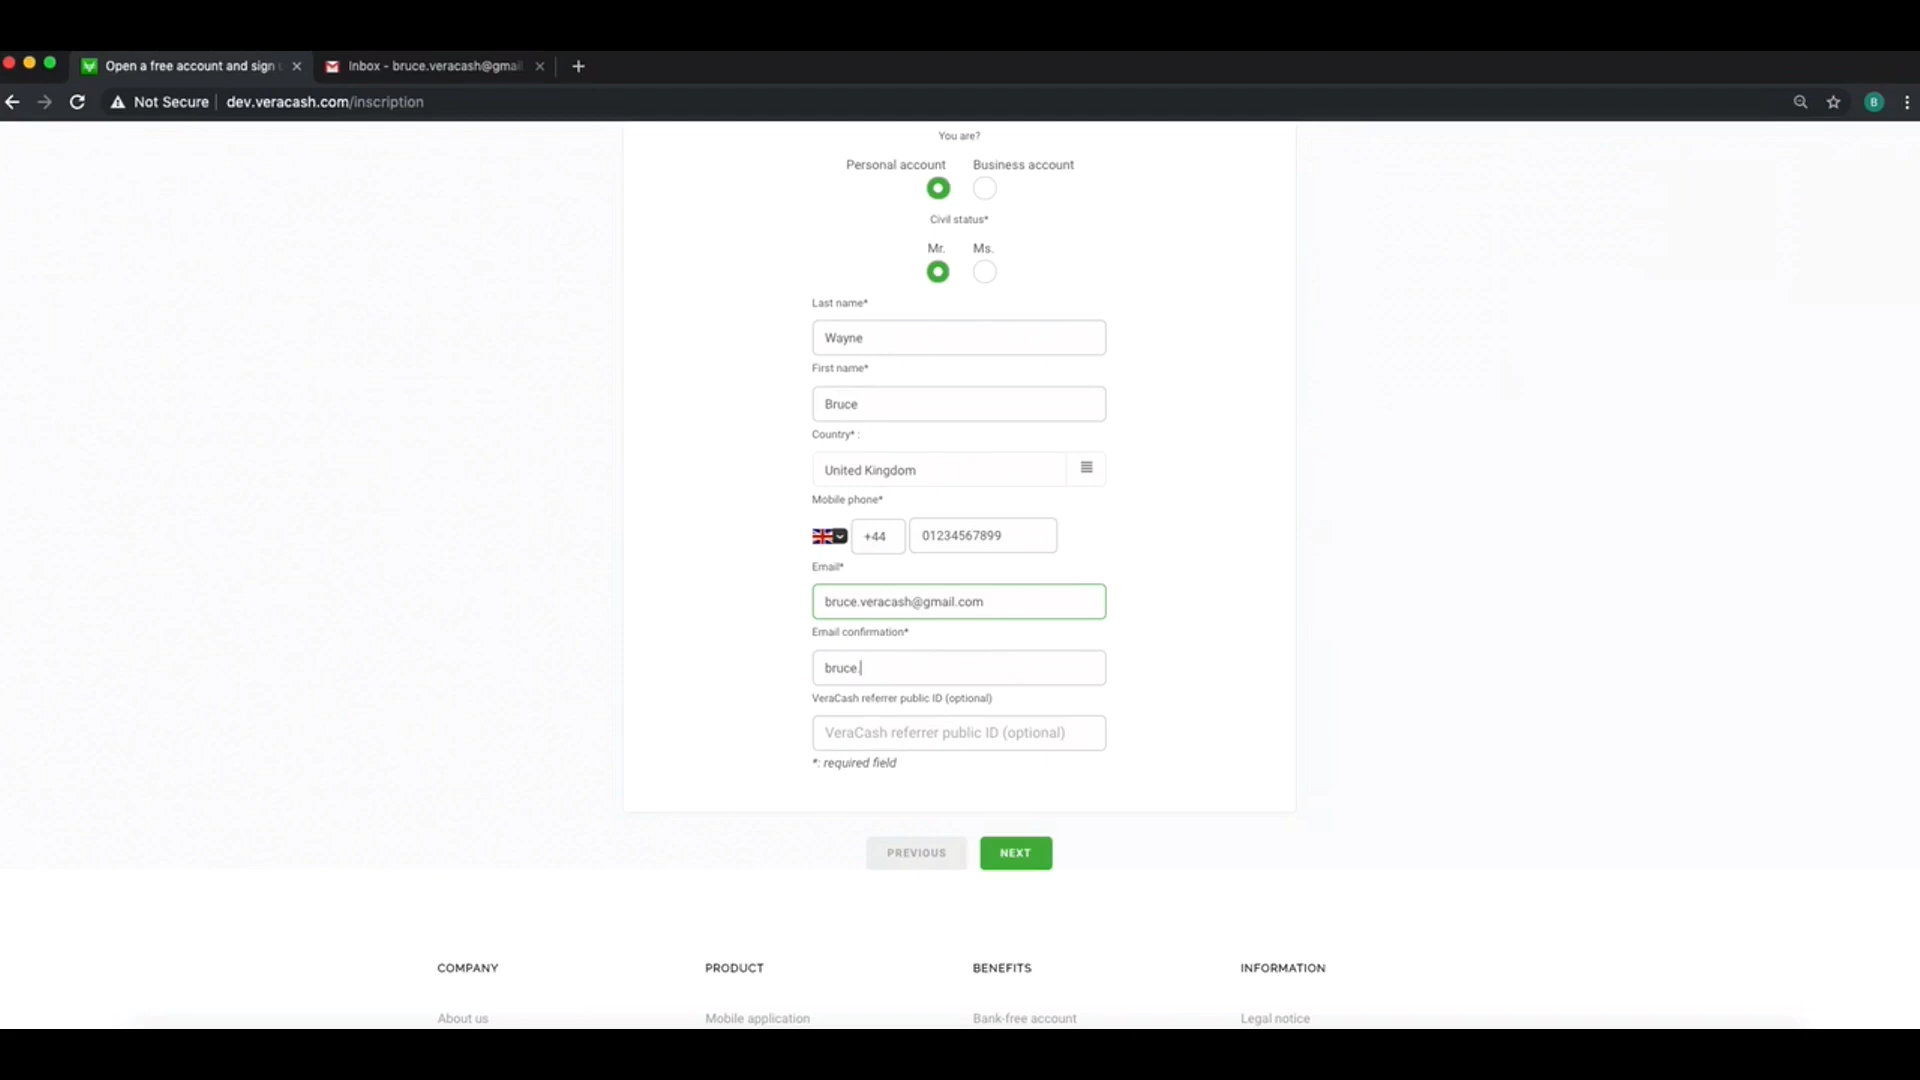 Open a free account and sign
Inbox - bruce.veracash@gmail
Not Secure
dev.veracash.com/inscription
B
You are?
Personal account
Business account
Civil status*
Mr.
Ms.
Last name*
Wayne
First name*
Bruce
Country* :
United Kingdom
Mobile phone*
+44
01234567899
Email*
bruce.veracash@gmail.com
Email confirmation*
bruce.
VeraCash referrer public ID (optional)
VeraCash referrer public ID (optional)
*: required field
PREVIOUS
NEXT
COMPANY
PRODUCT
BENEFITS
INFORMATION
About us
Mobile application
Bank-free account
Legal notice